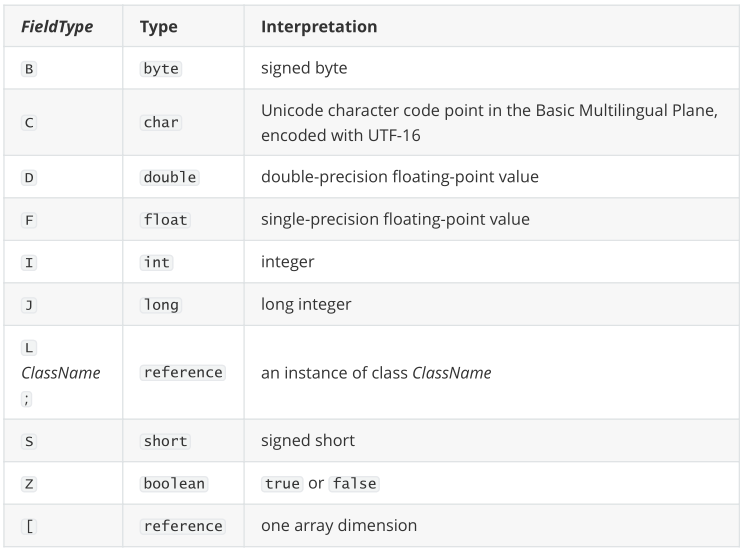 FieldType Type Interpretation
B byte signed byte
C char Unicode character code point in the Basic Multilingual Plane,
encoded with UTF-16
D double double-precision floating-point value
F float single-precision floating-point value
I int integer
J long long integer
L
ClassName reference an instance of class ClassName
;
S short signed short
Z boolean true or false
[ reference one array dimension